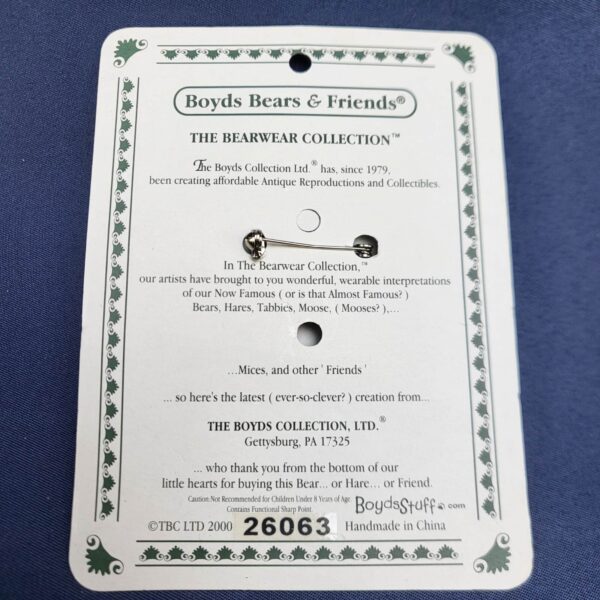 Boyds Bears & Friends®
THE BEARWEAR COLLECTION™
The Boyds Collection Ltd.® has, since 1979,
been creating affordable Antique Reproductions and Collectibles.
In The Bearwear Collection,™
our artists have brought to you wonderful, wearable interpretations
of our Now Famous ( or is that Almost Famous? )
Bears, Hares, Tabbies, Moose, ( Mooses? ),...
...Mices, and other ' Friends '
... so here's the latest ( ever-so-clever? ) creation from...
THE BOYDS COLLECTION, LTD.®
Gettysburg, PA 17325
... who thank you from the bottom of our
little hearts for buying this Bear... or Hare... or Friend.
Caution: Not Recommended for Children Under 8 Years of Age
Contains Functional Sharp Point.
BoydsStuff.com
©TBC LTD 2000 26063 Handmade in China